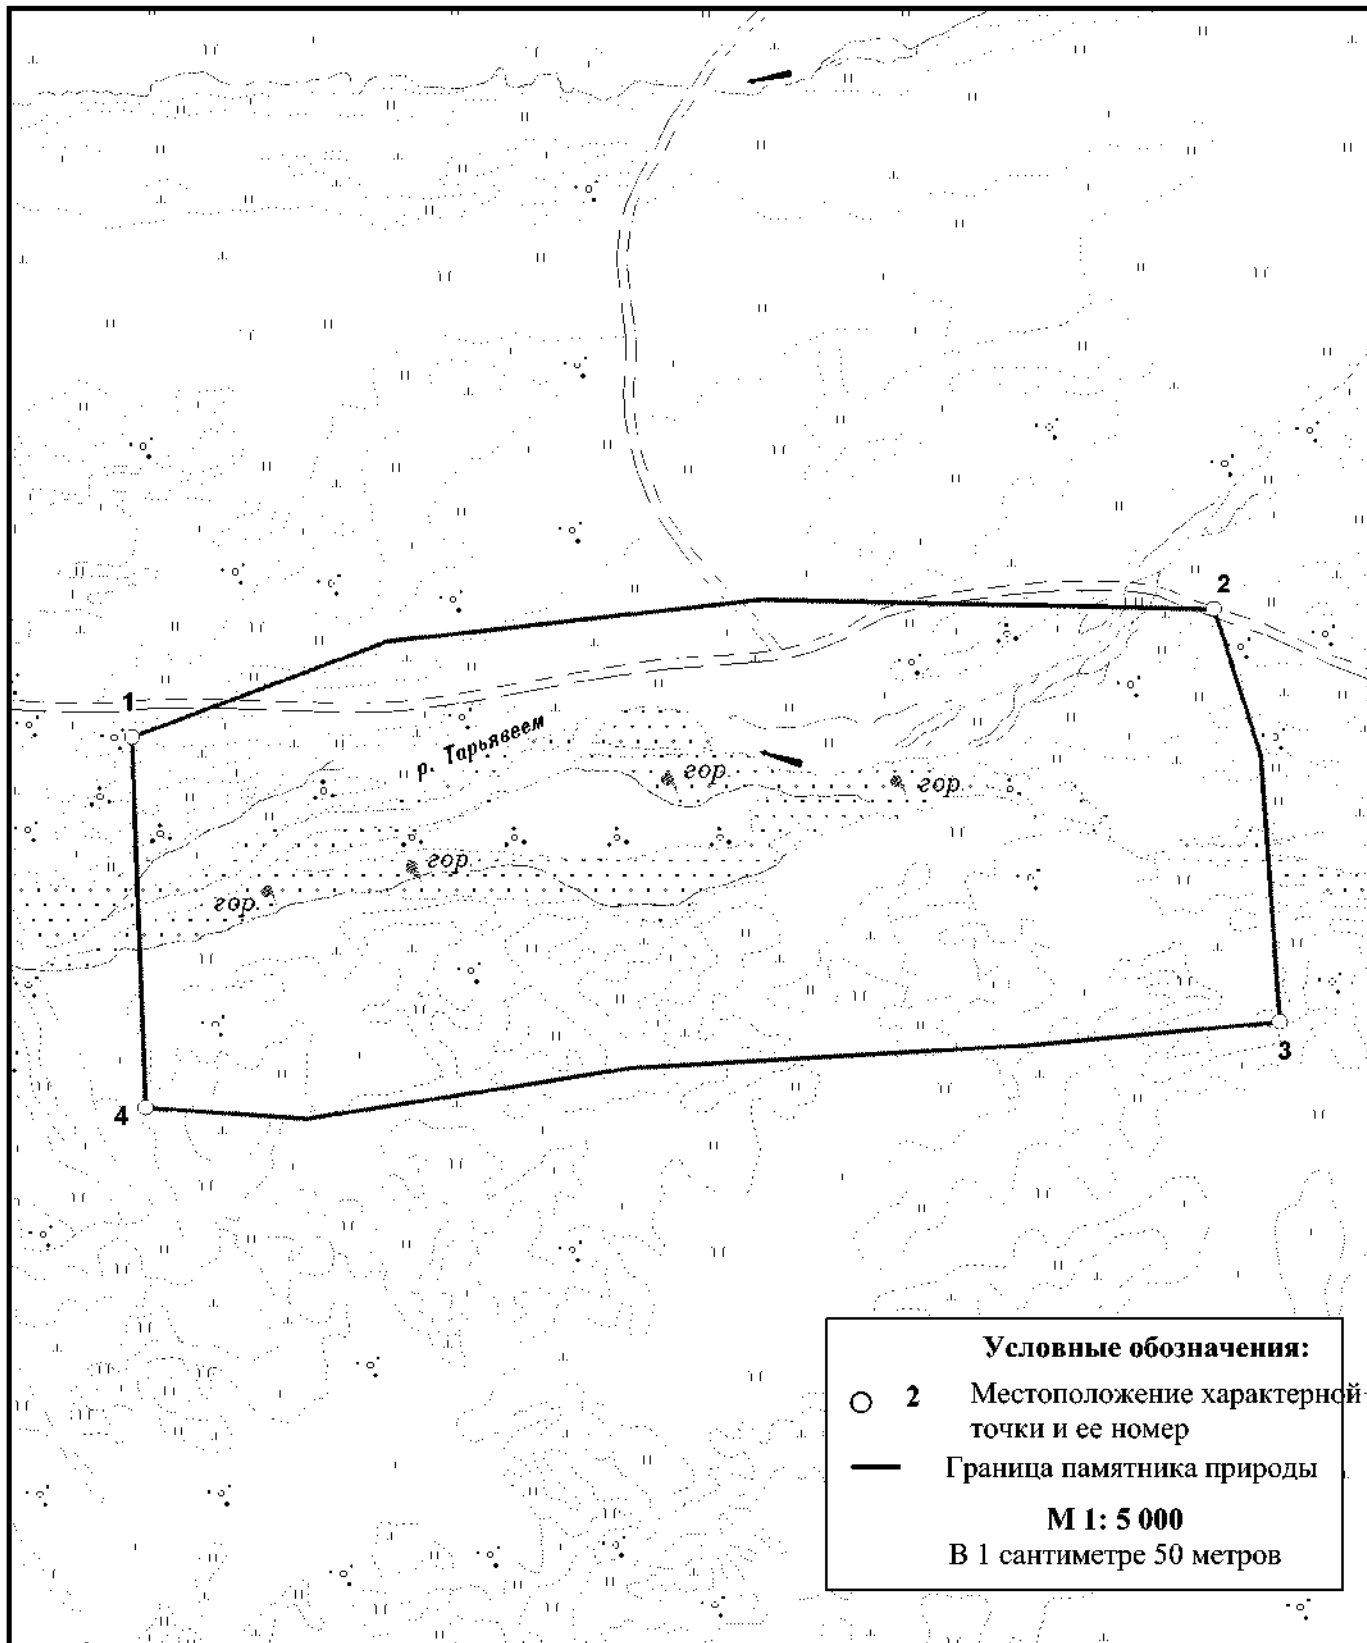 2
1
р. Тарьявеем
гор.
гор.
гор.
гор.
3
4
Условные обозначения:
2 Местоположение характерной
точки и ее номер
Граница памятника природы
М 1: 5 000
В 1 сантиметре 50 метров